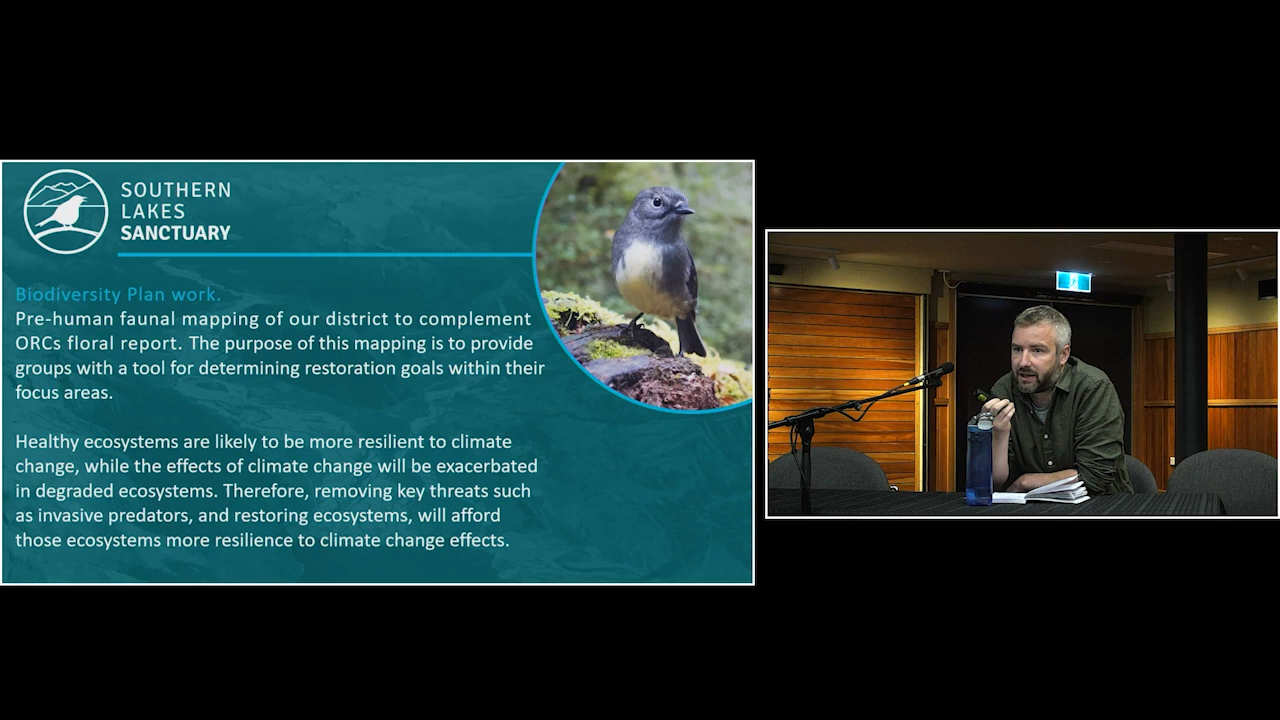 SOUTHERN
LAKES
SANCTUARY
Biodiversity Plan work.
Pre-human faunal mapping of our district to complement
ORCs floral report. The purpose of this mapping is to provide
groups with a tool for determining restoration goals within their
focus areas.
Healthy ecosystems are likely to be more resilient to climate
change, while the effects of climate change will be exacerbated
in degraded ecosystems. Therefore, removing key threats such
as invasive predators, and restoring ecosystems, will afford
those ecosystems more resilience to climate change effects.